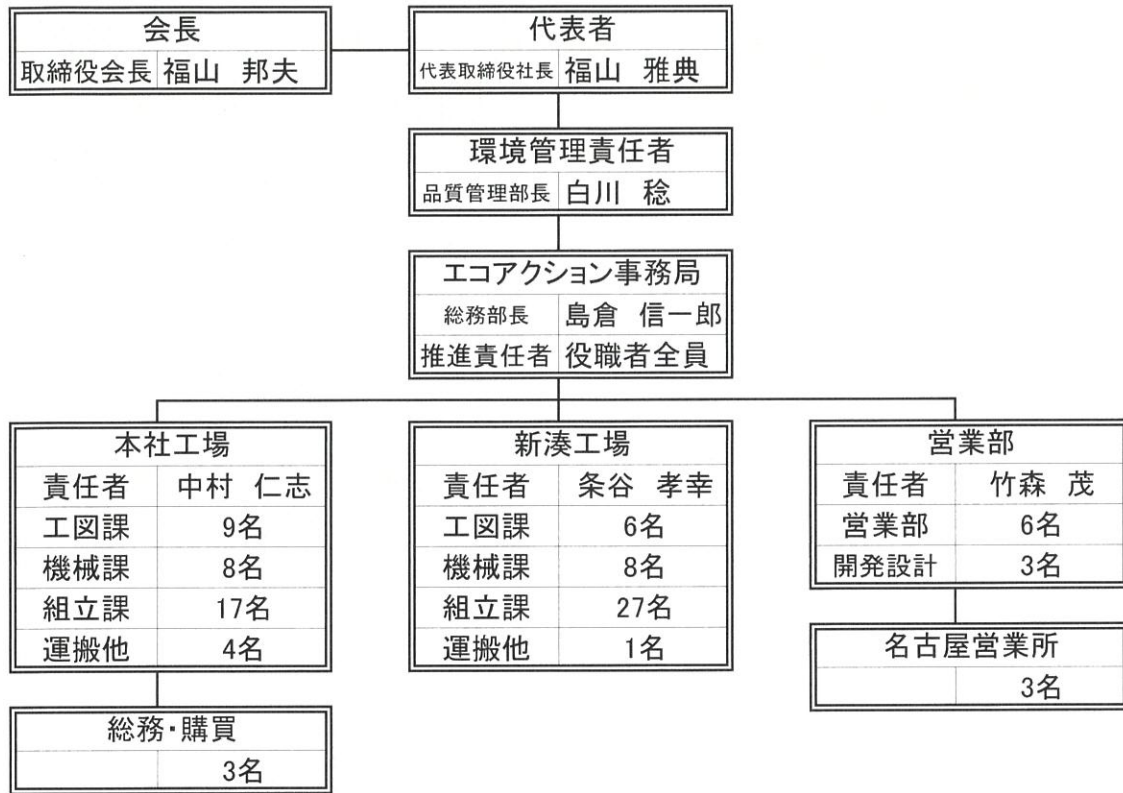 会長
取締役会長 福山 邦夫
代表者
代表取締役社長 福山 雅典
環境管理責任者
品質管理部長 白川 稔
エコアクション事務局
総務部長 島倉 信一郎
推進責任者 役職者全員
本社工場
責任者 中村 仁志
工図課 9名
機械課 8名
組立課 17名
運搬他 4名
総務・購買
3名
新湊工場
責任者 条谷 孝幸
工図課 6名
機械課 8名
組立課 27名
運搬他 1名
営業部
責任者 竹森 茂
営業部 6名
開発設計 3名
名古屋営業所
3名